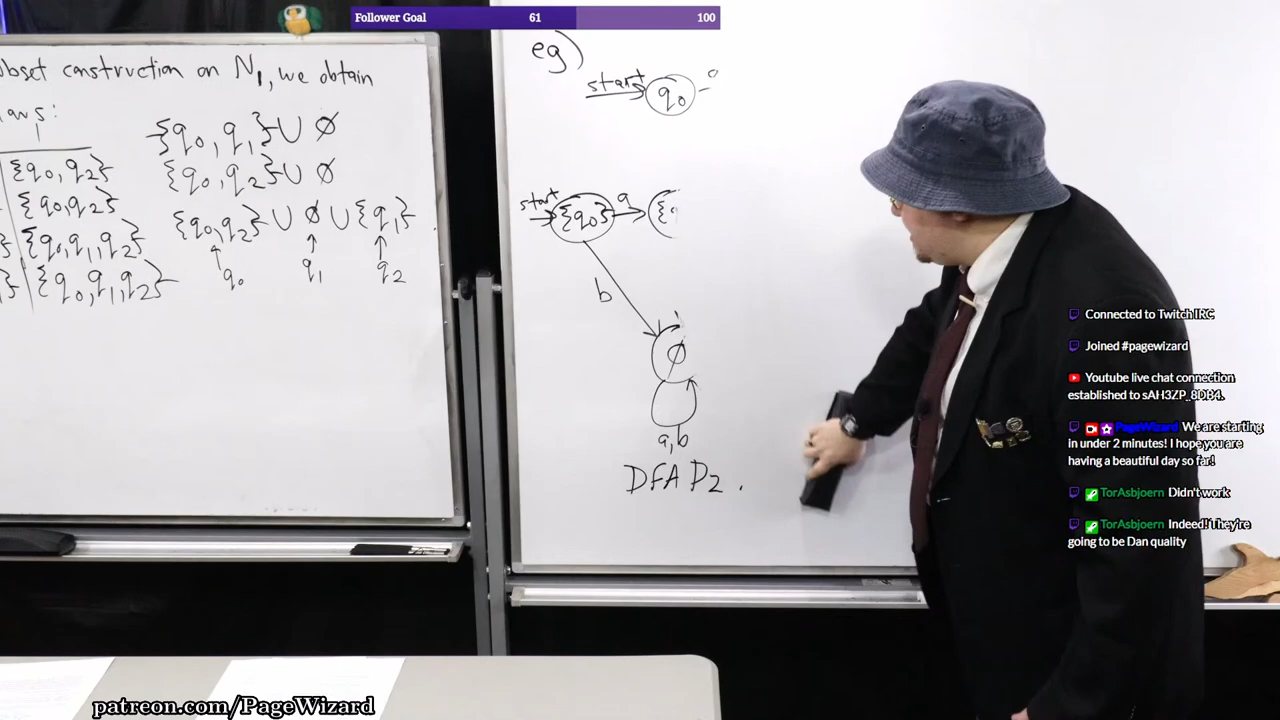 Follower Goal 61 100
bset construction on N1, we obtain
ans:
{q0, q2}
{q0, q2}
{q0, q1, q2}
{q0, q1, q2}
{q0, q1} ∪ ∅
{q0, q2} ∪ ∅
{q0, q2} ∪ ∅ ∪ {q1}.
q0 q1 q2
eg)
start q0
start {q0} a {q
b
∅
a,b
DFA D2.
Connected to Twitch IRC
Joined #pagewizard
Youtube live chat connection
established to sAH3ZP_8DB4.
PageWizard We are starting
in under 2 minutes! I hope you are
having a beautiful day so far!
TorAsbjoern Didn't work
TorAsbjoern Indeed! They're
going to be Dan quality
patreon.com/PageWizard